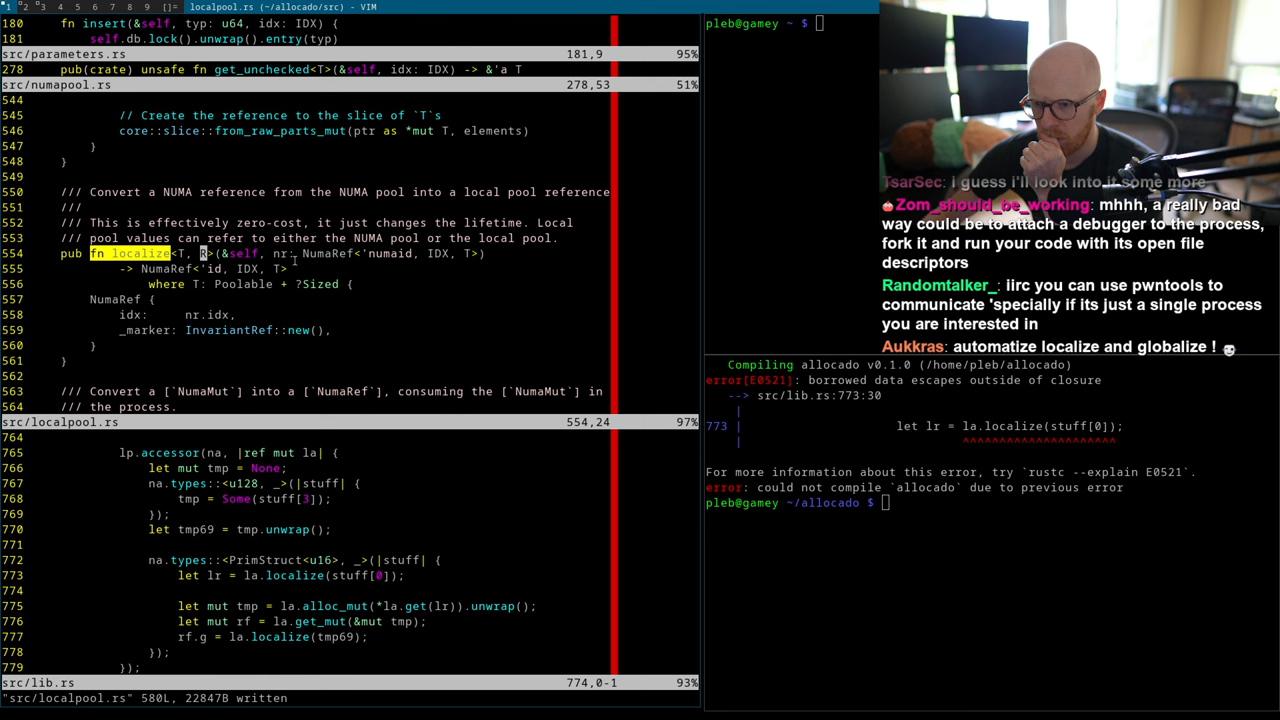 1 2 3 4 5 6 7 8 9 []= localpool.rs (~/allocado/src) - VIM
180 fn insert(&self, typ: u64, idx: IDX) {
181 self.db.lock().unwrap().entry(typ)
src/parameters.rs 181,9 95%
278 pub(crate) unsafe fn get_unchecked<T>(&self, idx: IDX) -> &'a T
src/numapool.rs 278,53 51%
544
545 // Create the reference to the slice of `T`s
546 core::slice::from_raw_parts_mut(ptr as *mut T, elements)
547 }
548 }
549
550 /// Convert a NUMA reference from the NUMA pool into a local pool reference
551 ///
552 /// This is effectively zero-cost, it just changes the lifetime. Local
553 /// pool values can refer to either the NUMA pool or the local pool.
554 pub fn localize<T, R>(&self, nr: NumaRef<'numaid, IDX, T>)
555 -> NumaRef<'id, IDX, T>
556 where T: Poolable + ?Sized {
557 NumaRef {
558 idx: nr.idx,
559 _marker: InvariantRef::new(),
560 }
561 }
562
563 /// Convert a [`NumaMut`] into a [`NumaRef`], consuming the [`NumaMut`] in
564 /// the process.
src/localpool.rs 554,24 97%
764
765 lp.accessor(na, |ref mut la| {
766 let mut tmp = None;
767 na.types::<u128, _>(|stuff| {
768 tmp = Some(stuff[3]);
769 });
770 let tmp69 = tmp.unwrap();
771
772 na.types::<PrimStruct<u16>, _>(|stuff| {
773 let lr = la.localize(stuff[0]);
774
775 let mut tmp = la.alloc_mut(*la.get(lr)).unwrap();
776 let mut rf = la.get_mut(&mut tmp);
777 rf.g = la.localize(tmp69);
778 });
779 });
src/lib.rs 774,0-1 93%
"src/localpool.rs" 580L, 22847B written
pleb@gamey ~ $
Compiling allocado v0.1.0 (/home/pleb/allocado)
error[E0521]: borrowed data escapes outside of closure
--> src/lib.rs:773:30
|
773 | let lr = la.localize(stuff[0]);
| ^^^^^^^^^^^^^^^^^^^^^
For more information about this error, try `rustc --explain E0521`.
error: could not compile `allocado` due to previous error
pleb@gamey ~/allocado $
TsarSec: i guess i'll look into it some more
Zom_should_be_working: mhhh, a really bad
way could be to attach a debugger to the process,
fork it and run your code with its open file
descriptors
Randomtalker_: iirc you can use pwntools to
communicate 'specially if its just a single process
you are interested in
Aukkras: automatize localize and globalize !